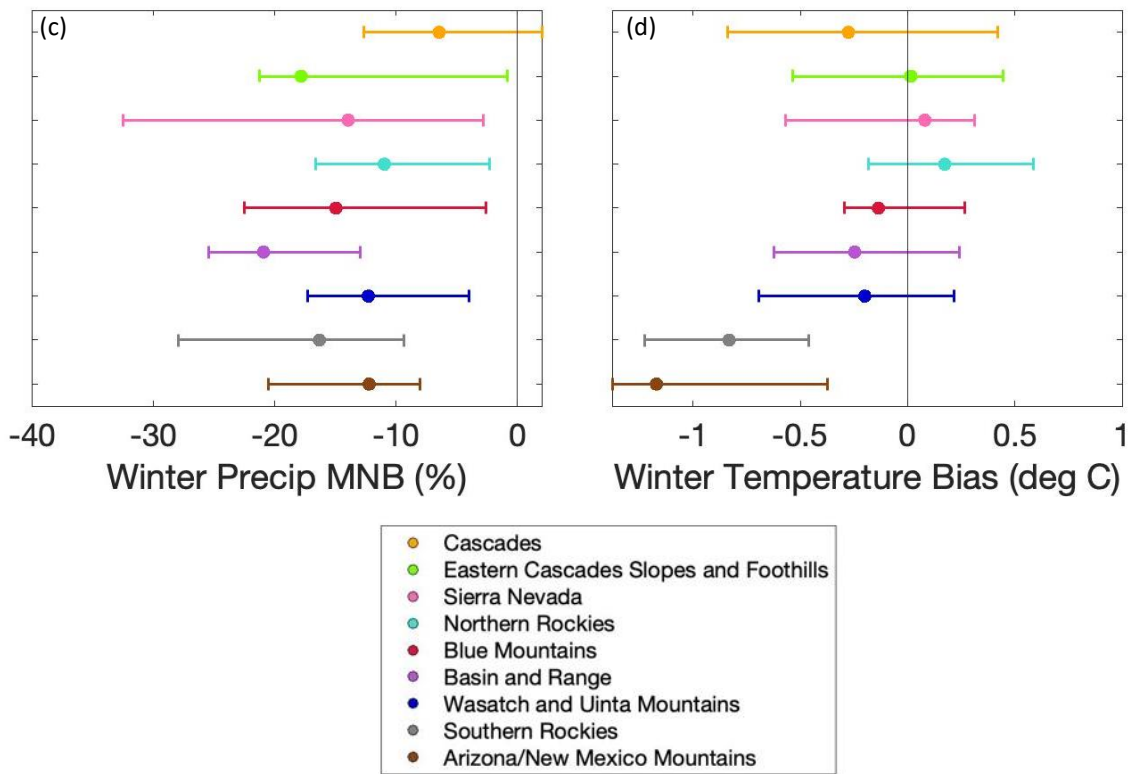 (c)
(d)
-40 -30 -20 -10 0
-1 -0.5 0 0.5 1
Winter Precip MNB (%)
Winter Temperature Bias (deg C)
Cascades
Eastern Cascades Slopes and Foothills
Sierra Nevada
Northern Rockies
Blue Mountains
Basin and Range
Wasatch and Uinta Mountains
Southern Rockies
Arizona/New Mexico Mountains